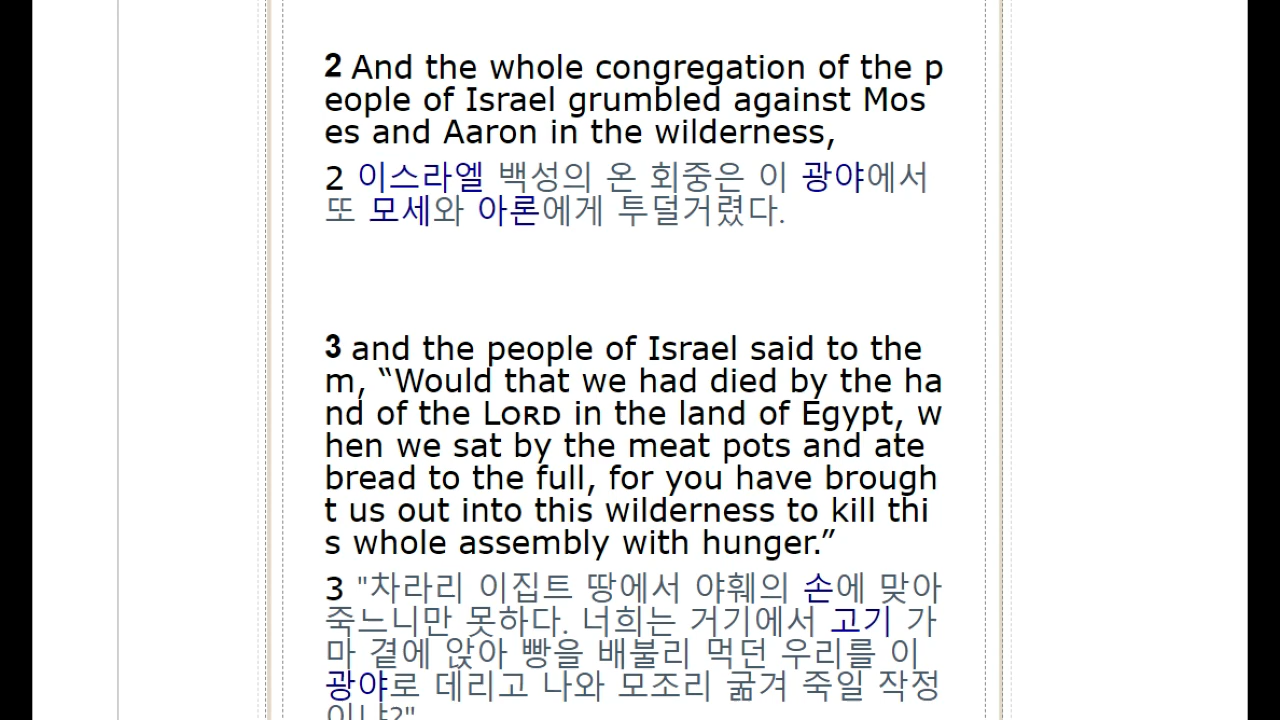 2 And the whole congregation of the p
eople of Israel grumbled against Mos
es and Aaron in the wilderness,
2 이스라엘 백성의 온 회중은 이 광야에서
또 모세와 아론에게 투덜거렸다.
3 and the people of Israel said to the
m, “Would that we had died by the ha
nd of the LORD in the land of Egypt, w
hen we sat by the meat pots and ate
bread to the full, for you have brough
t us out into this wilderness to kill thi
s whole assembly with hunger.”
3 "차라리 이집트 땅에서 야훼의 손에 맞아
죽느니만 못하다. 너희는 거기에서 고기 가
마 곁에 앉아 빵을 배불리 먹던 우리를 이
광야로 데리고 나와 모조리 굶겨 죽일 작정
이냐?"